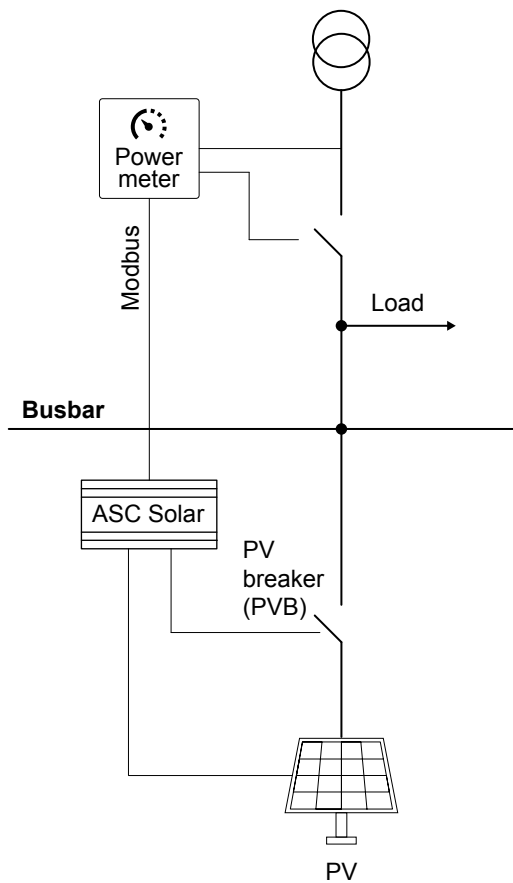 Power
meter
Modbus
Load
Busbar
ASC Solar
PV
breaker
(PVB)
PV